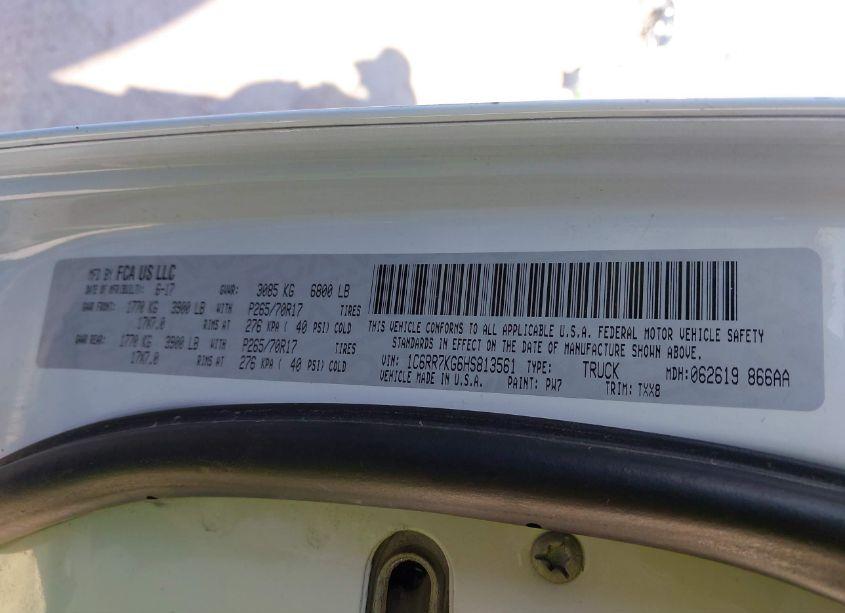 MFD BY FCA US LLC
DATE OF MFR(BUILT): 6-17 GVWR: 3085 KG 6800 LB
GAWR FRONT: 1770 KG 3900 LB WITH P265/70R17 TIRES
17X7.0 RIMS AT 276 KPA ( 40 PSI) COLD
GAWR REAR: 1770 KG 3900 LB WITH P265/70R17 TIRES
17X7.0 RIMS AT 276 KPA ( 40 PSI) COLD
THIS VEHICLE CONFORMS TO ALL APPLICABLE U.S.A. FEDERAL MOTOR VEHICLE SAFETY
STANDARDS IN EFFECT ON THE DATE OF MANUFACTURE SHOWN ABOVE.
VIN: 1C6RR7KG6HS813561 TYPE: TRUCK MDH: 062619 866AA
VEHICLE MADE IN U.S.A. PAINT: PW7 TRIM: TXX8